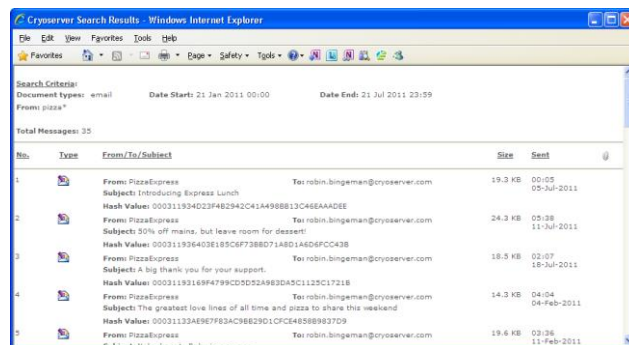 Cryoserver Search Results - Windows Internet Explorer
File Edit View Favorites Tools Help
Favorites Page Safety Tools
Search Criteria:
Document types: email Date Start: 21 Jan 2011 00:00 Date End: 21 Jul 2011 23:59
From: pizza*
Total Messages: 35
No. Type From/To/Subject Size Sent
1 From: PizzaExpress To: robin.bingeman@cryoserver.com 19.3 KB 00:05
Subject: Introducing Express Lunch 05-Jul-2011
Hash Value:
2 From: PizzaExpress To: robin.bingeman@cryoserver.com 24.3 KB 05:38
Subject: 50% off mains, but leave room for dessert! 11-Jul-2011
Hash Value:
3 From: PizzaExpress To: robin.bingeman@cryoserver.com 18.5 KB 02:07
Subject: A big thank you for your support. 18-Jul-2011
Hash Value:
4 From: PizzaExpress To: robin.bingeman@cryoserver.com 14.3 KB 04:04
Subject: The greatest love lines of all time and pizza to share this weekend 04-Feb-2011
Hash Value:
5 From: PizzaExpress To: robin.bingeman@cryoserver.com 19.6 KB 03:36
11-Feb-2011